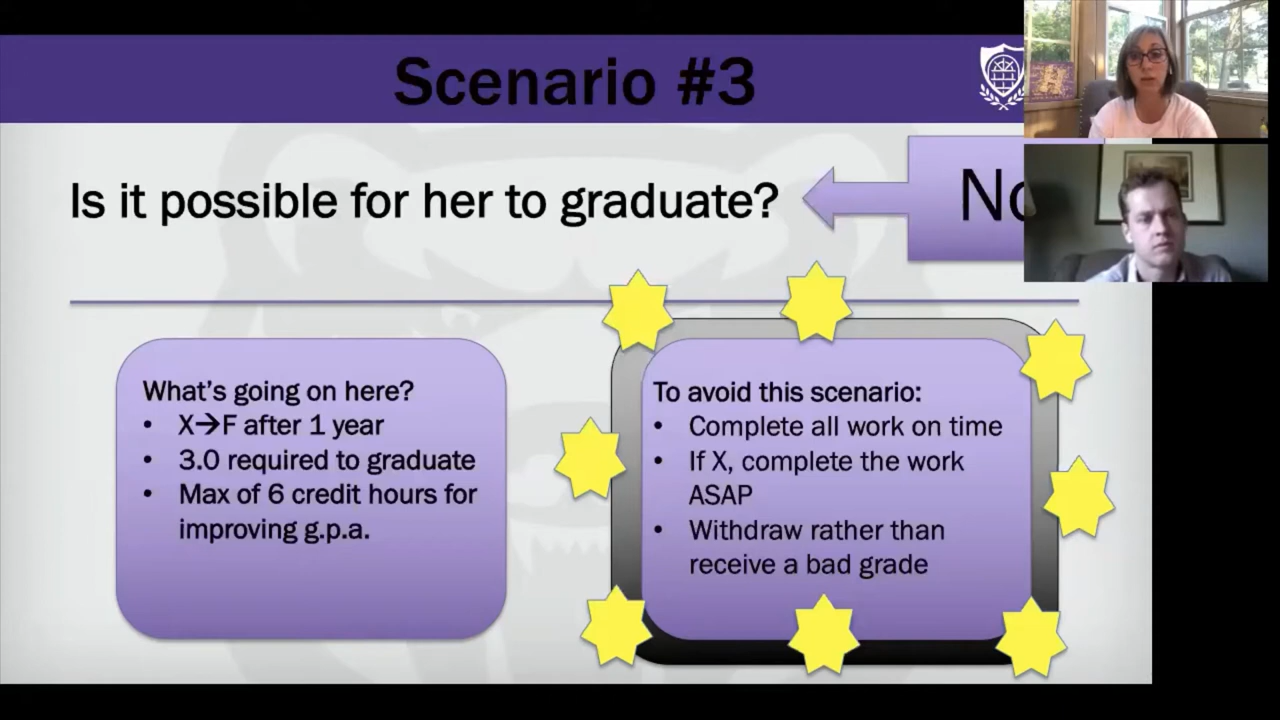 Scenario #3
Is it possible for her to graduate?
No
What's going on here?
• X→F after 1 year
• 3.0 required to graduate
• Max of 6 credit hours for
improving g.p.a.
To avoid this scenario:
• Complete all work on time
• If X, complete the work
ASAP
• Withdraw rather than
receive a bad grade